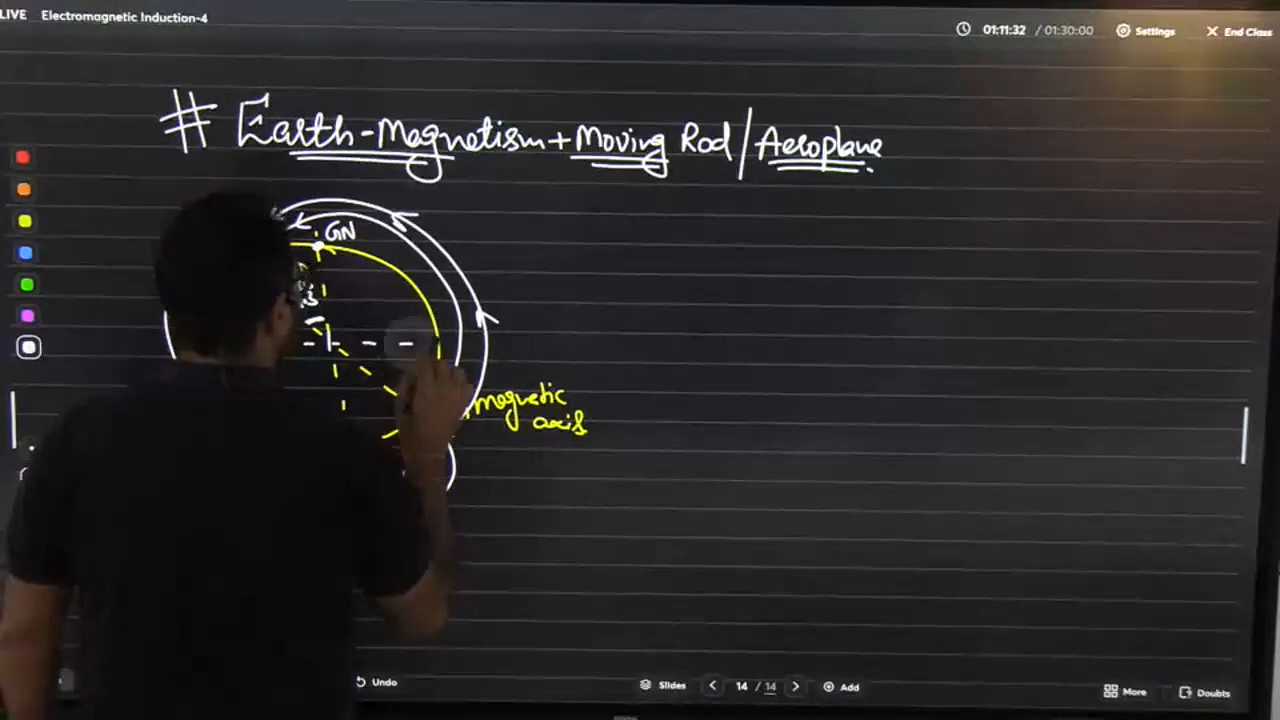 LIVE Electromagnetic Induction-4
01:11:32 / 01:30:00 Settings End Class
# Earth-Magnetism + Moving Rod / Aeroplane
GN
magnetic
axis
Undo
Slides 14 / 14 Add
More Doubts